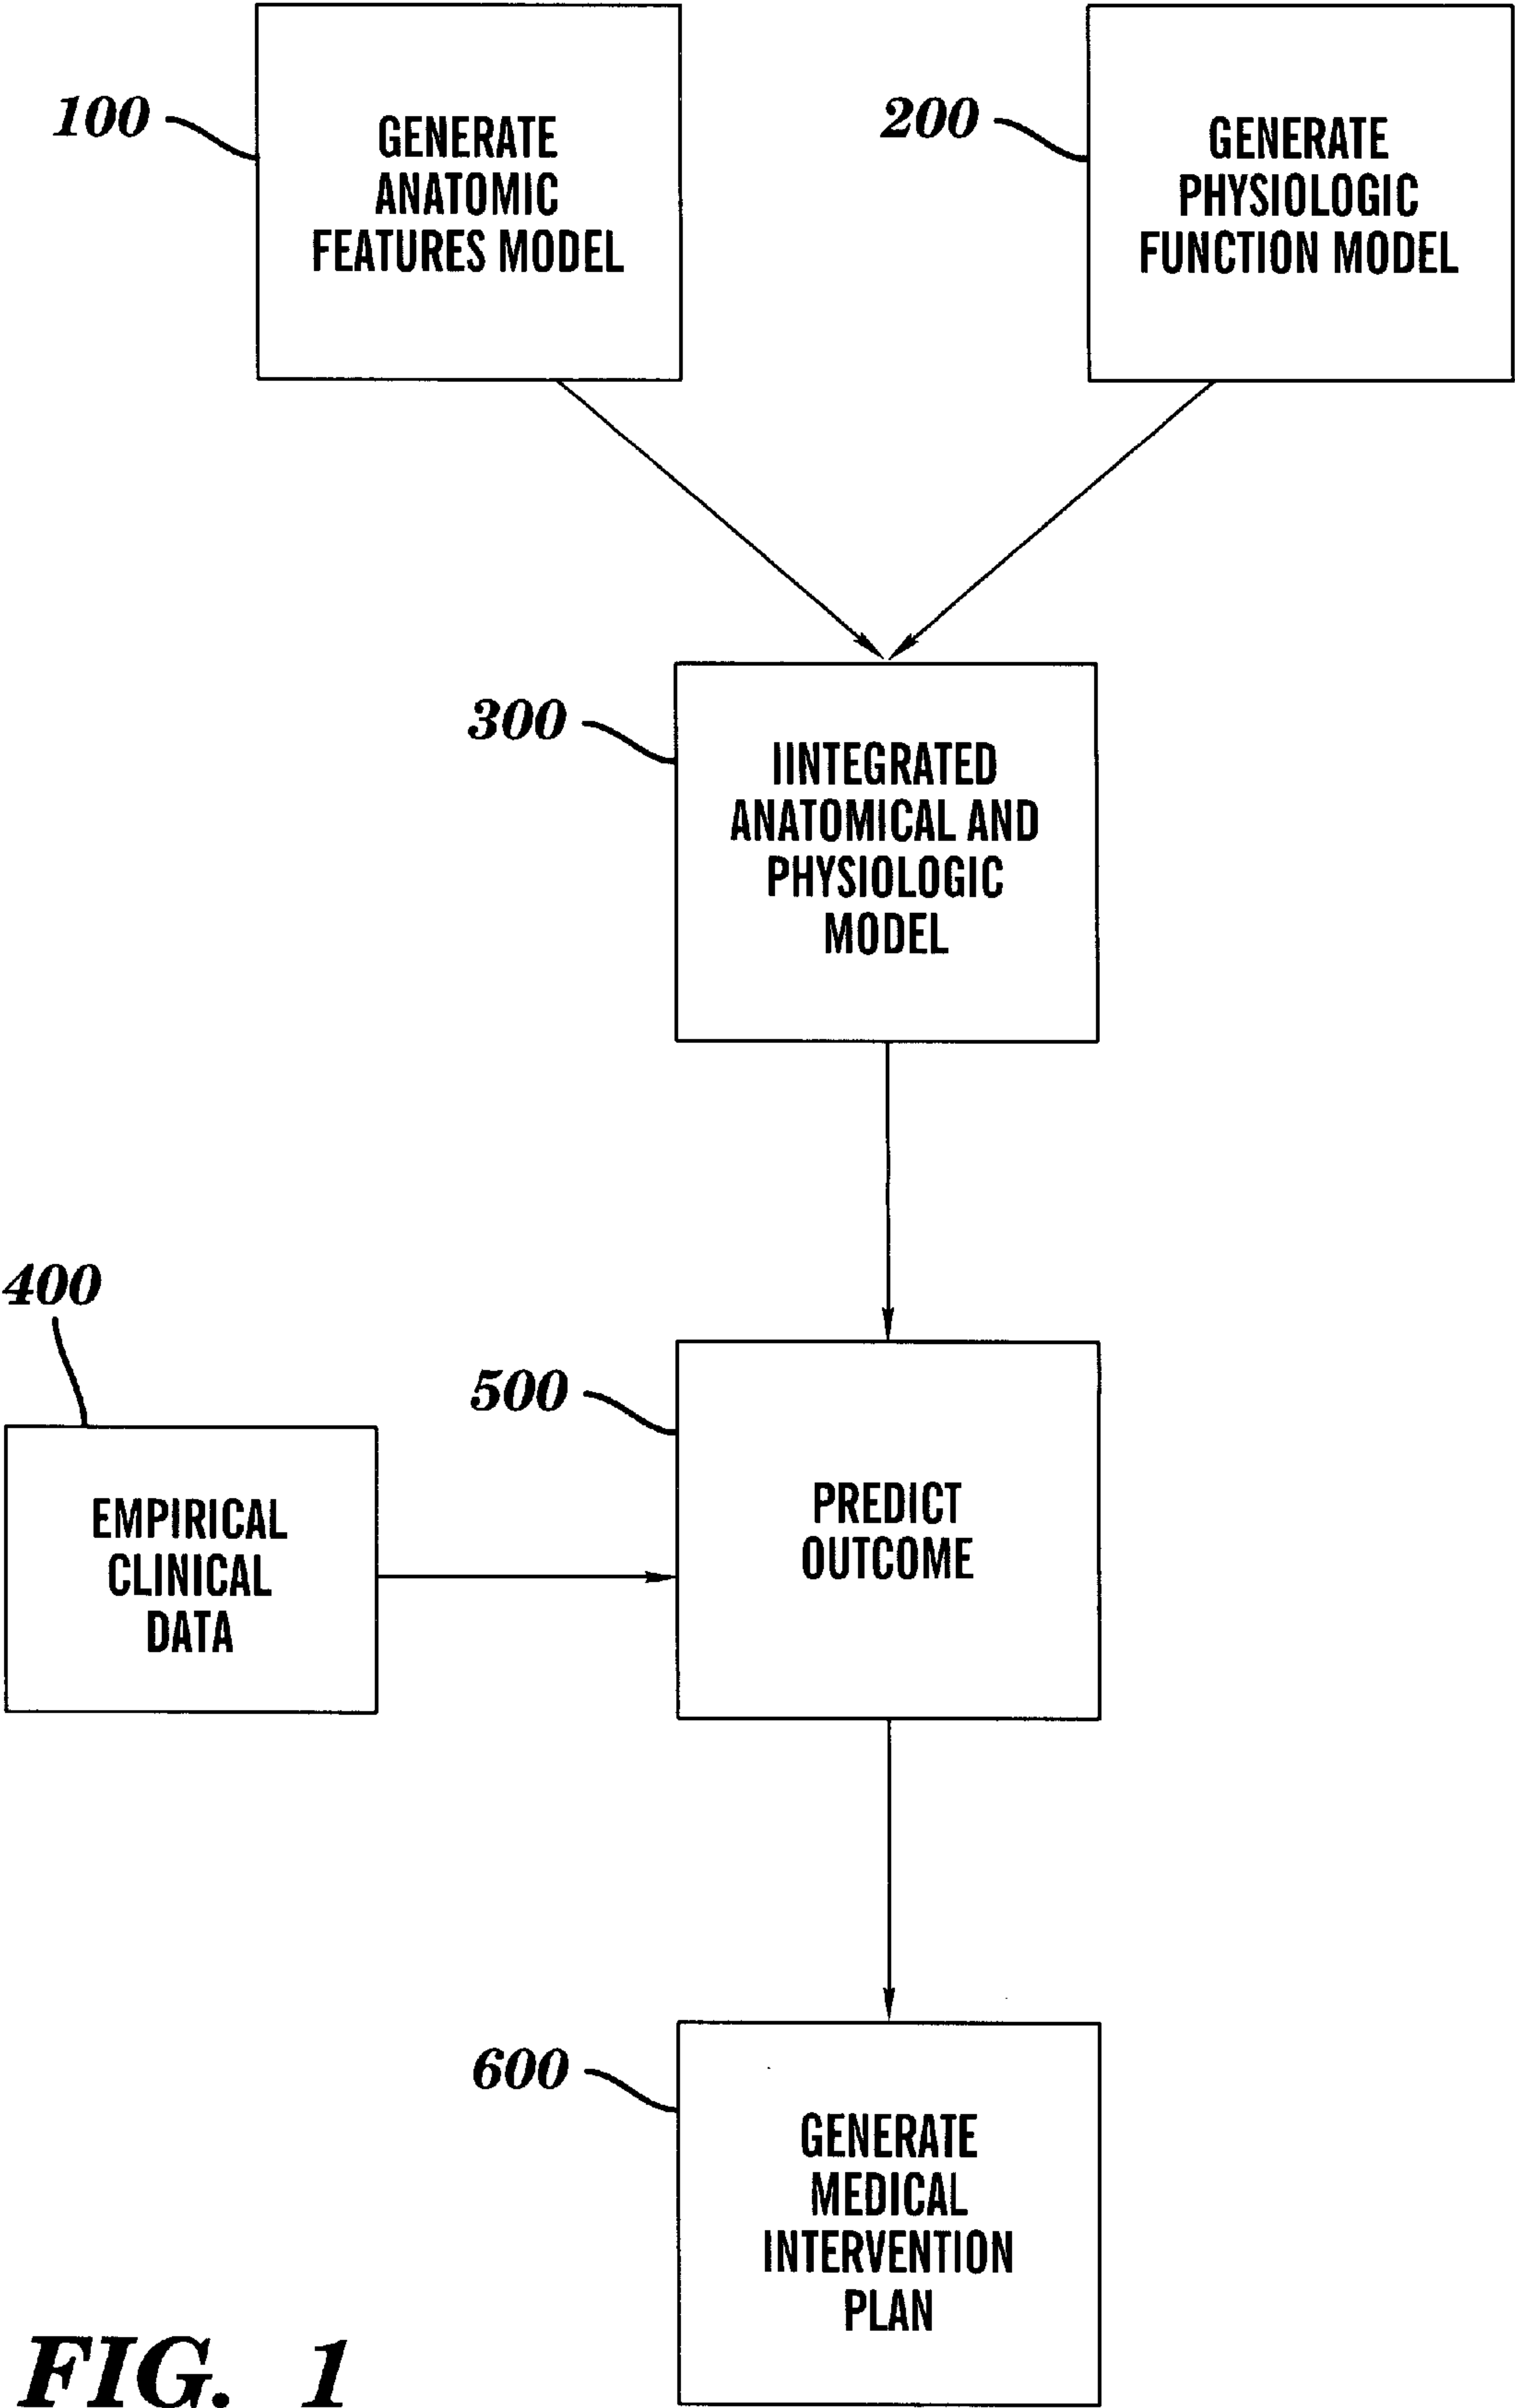 100
GENERATE
ANATOMIC
FEATURES MODEL
200
GENERATE
PHYSIOLOGIC
FUNCTION MODEL
300
IINTEGRATED
ANATOMICAL AND
PHYSIOLOGIC
MODEL
400
EMPIRICAL
CLINICAL
DATA
500
PREDICT
OUTCOME
600
GENERATE
MEDICAL
INTERVENTION
PLAN
FIG. 1